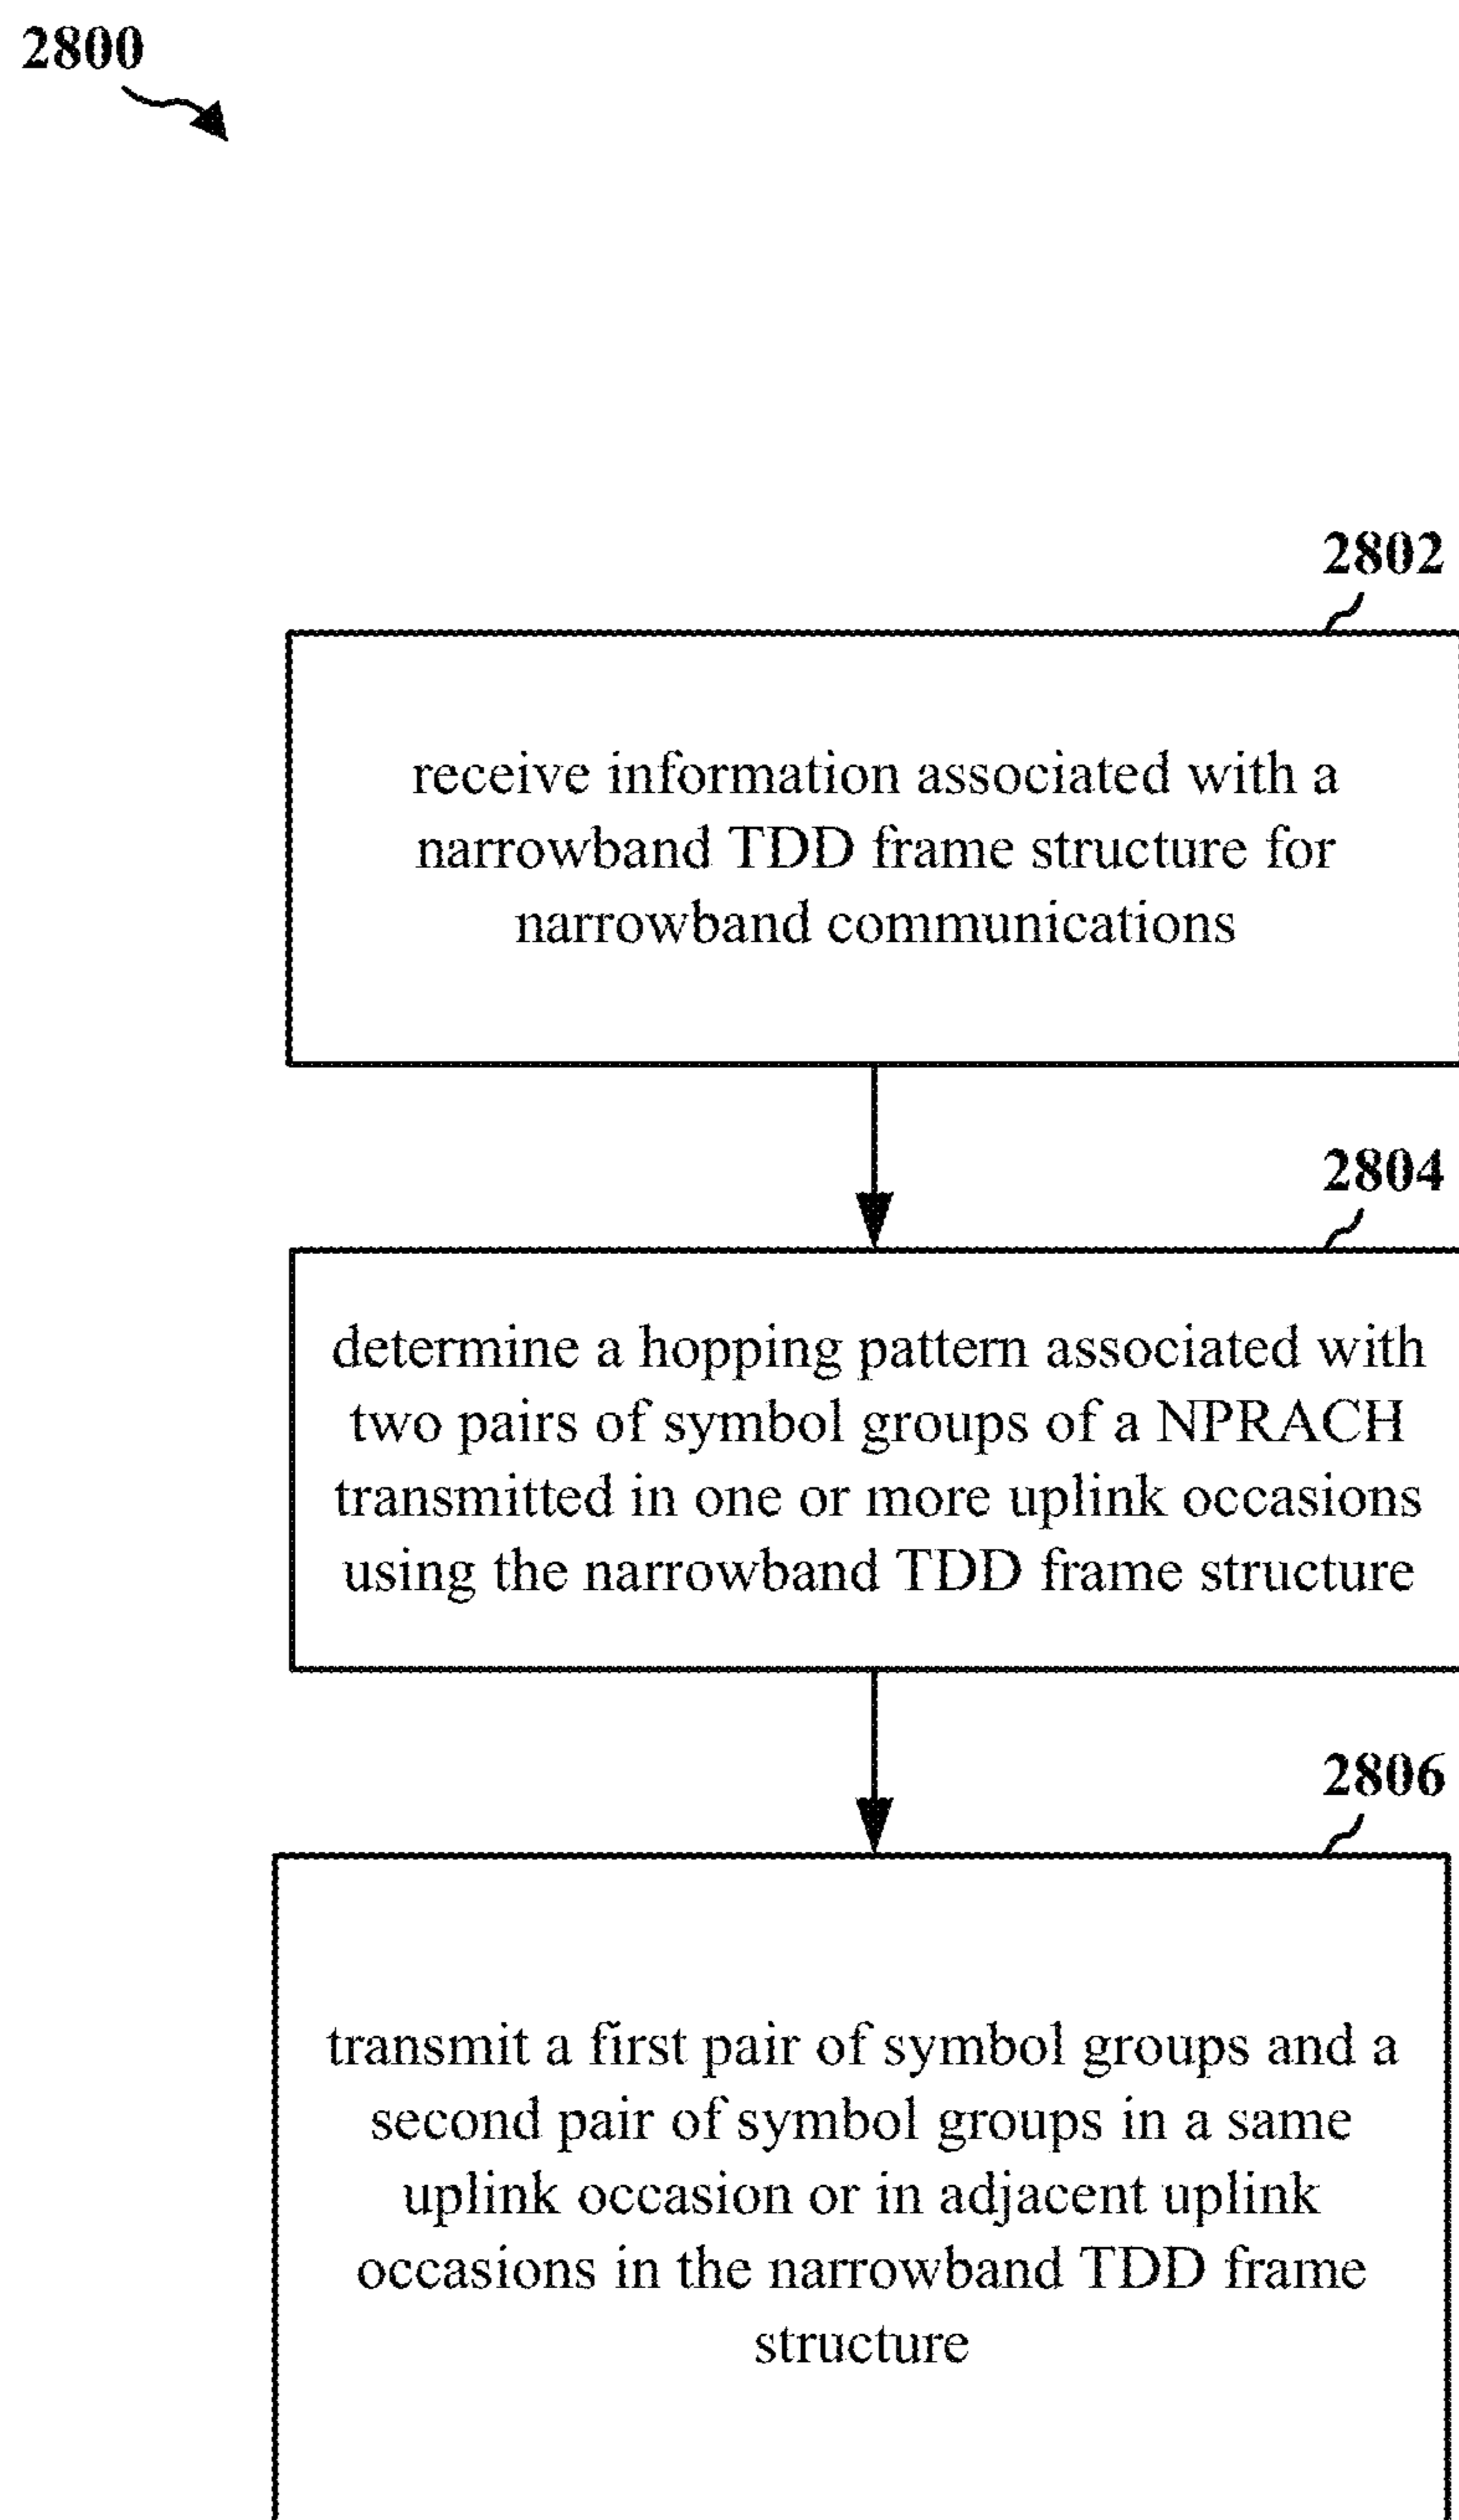 2800
2802
receive information associated with a
narrowband TDD frame structure for
narrowband communications
2804
determine a hopping pattern associated with
two pairs of symbol groups of a NPRACH
transmitted in one or more uplink occasions
using the narrowband TDD frame structure
2806
transmit a first pair of symbol groups and a
second pair of symbol groups in a same
uplink occasion or in adjacent uplink
occasions in the narrowband TDD frame
structure